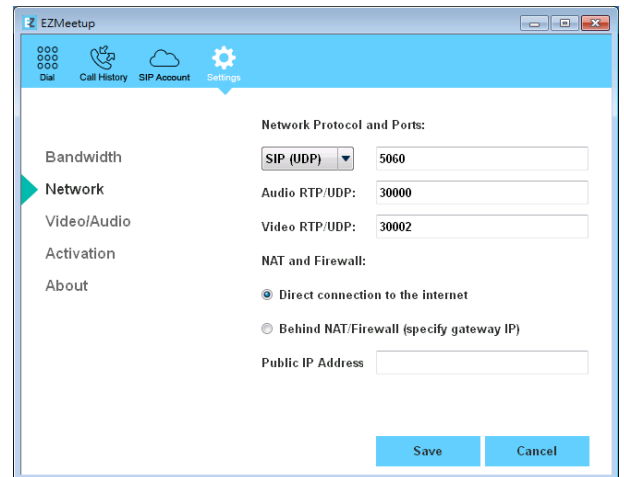 EZMeetup
Dial Call History SIP Account Settings
Network Protocol and Ports:
Bandwidth
SIP (UDP) 5060
Network
Audio RTP/UDP: 30000
Video/Audio
Video RTP/UDP: 30002
Activation
NAT and Firewall:
About
Direct connection to the internet
Behind NAT/Firewall (specify gateway IP)
Public IP Address
Save Cancel